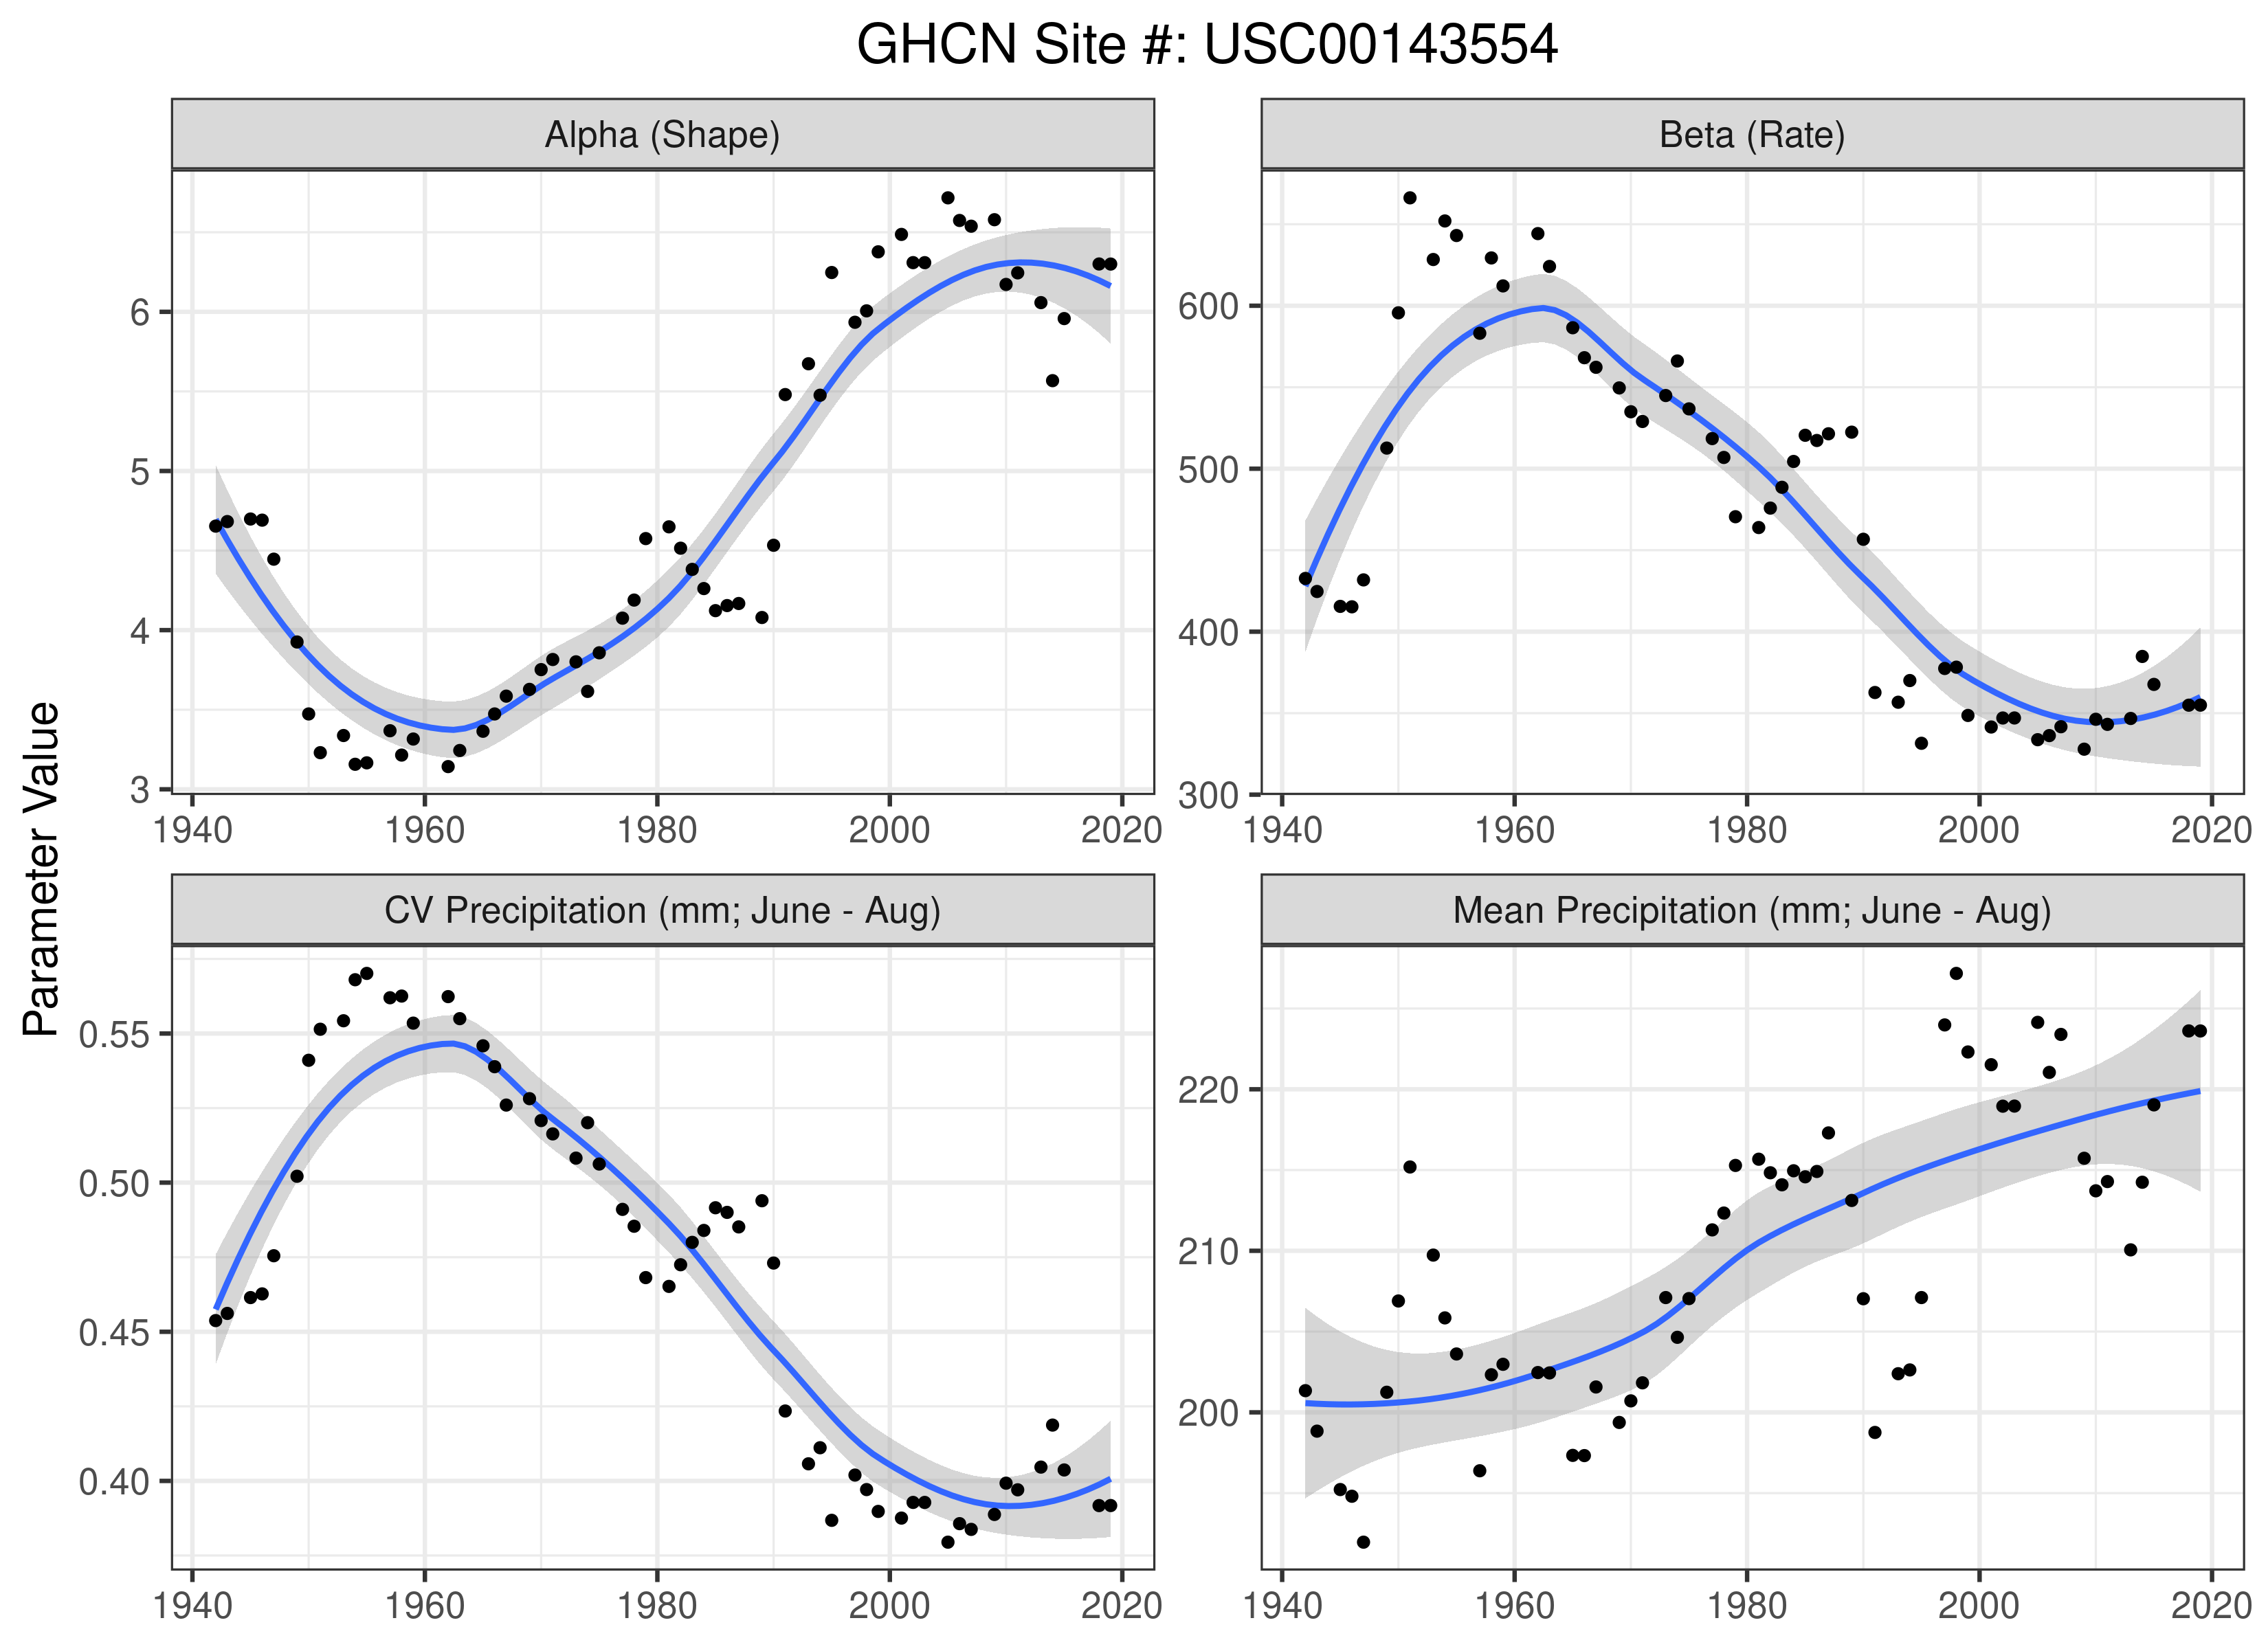 GHCN Site #: USC00143554
Alpha (Shape)
Beta (Rate)
6
5
4
3
600
500
400
300
1940 1960 1980 2000 2020
1940 1960 1980 2000 2020
Parameter Value
CV Precipitation (mm; June - Aug)
Mean Precipitation (mm; June - Aug)
0.55
0.50
0.45
0.40
220
210
200
1940 1960 1980 2000 2020
1940 1960 1980 2000 2020